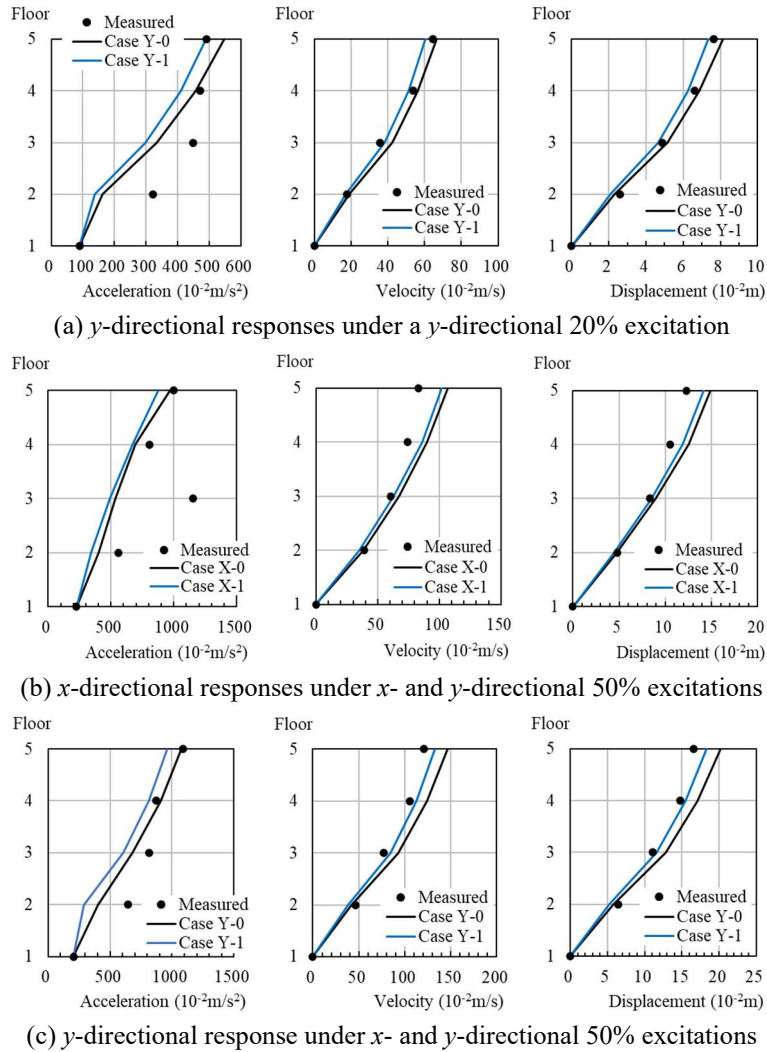 Floor
5
4
3
2
1
Measured
Case Y-0
Case Y-1
0 100 200 300 400 500 600
Acceleration (10-2m/s2)
5
4
3
2
1
Measured
Case Y-0
Case Y-1
0 20 40 60 80 100
Velocity (10-2m/s)
Floor
5
4
3
2
1
Measured
Case Y-0
Case Y-1
0 2 4 6 8 10
Displacement (10-2m)
(a) y-directional responses under a y-directional 20% excitation
Floor
5
4
3
2
1
Measured
Case X-0
Case X-1
0 500 1000 1500
Acceleration (10-2m/s2)
Floor
5
4
3
2
1
Measured
Case X-0
Case X-1
0 50 100 150
Velocity (10-2m/s)
Floor
5
4
3
2
1
Measured
Case X-0
Case X-1
0 5 10 15 20
Displacement (10-2m)
(b) x-directional responses under x- and y-directional 50% excitations
Floor
5
4
3
2
1
Measured
Case Y-0
Case Y-1
0 500 1000 1500
Acceleration (10-2m/s2)
Floor
5
4
3
2
1
Measured
Case Y-0
Case Y-1
0 50 100 150 200
Velocity (10-2m/s)
Floor
5
4
3
2
1
Measured
Case Y-0
Case Y-1
0 5 10 15 20 25
Displacement (10-2m)
(c) y-directional response under x- and y-directional 50% excitations